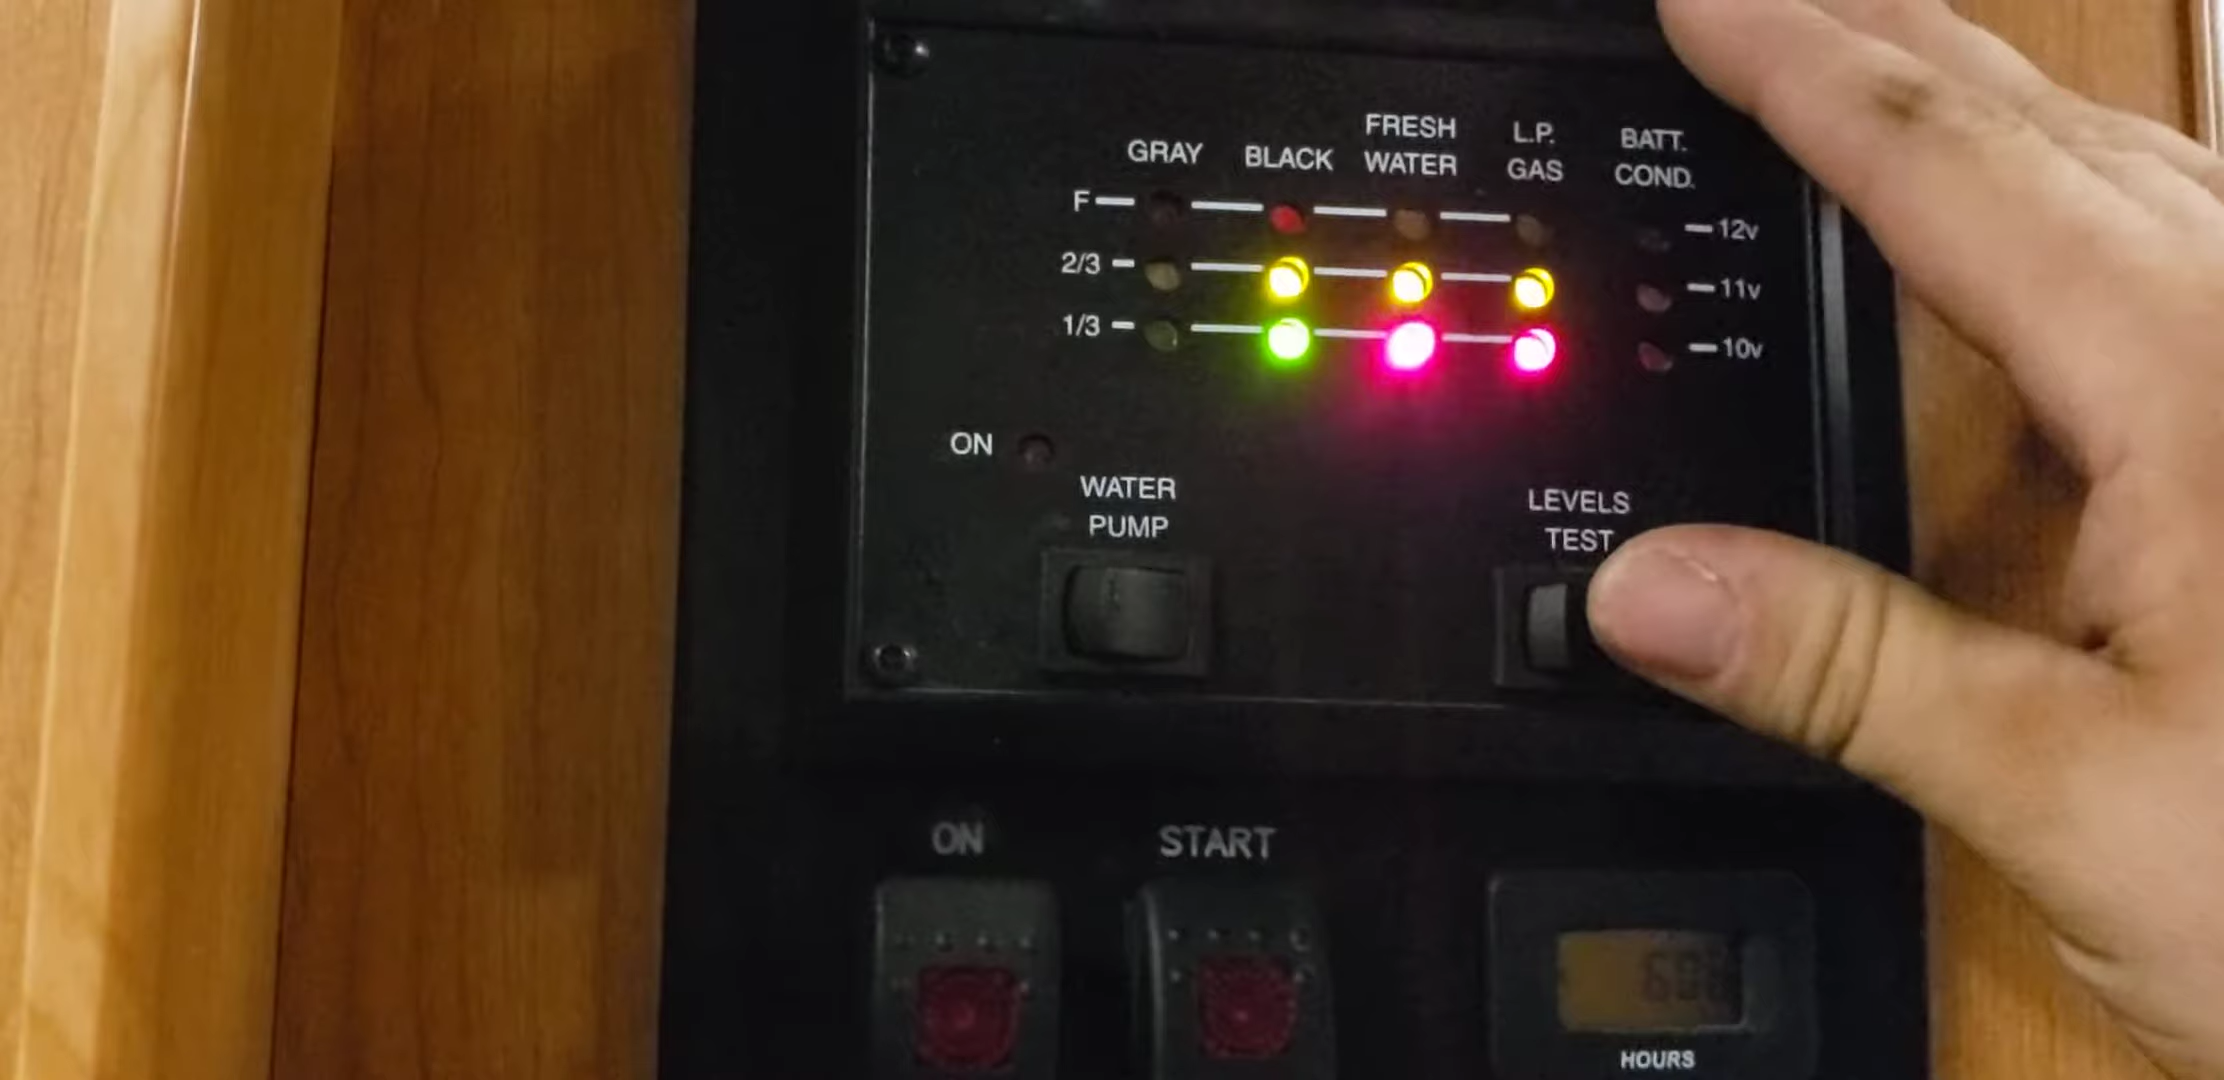 GRAY
BLACK
FRESH
WATER
L.P.
GAS
BATT.
COND.
F
2/3
1/3
12v
11v
10v
ON
WATER
PUMP
LEVELS
TEST
ON
START
HOURS